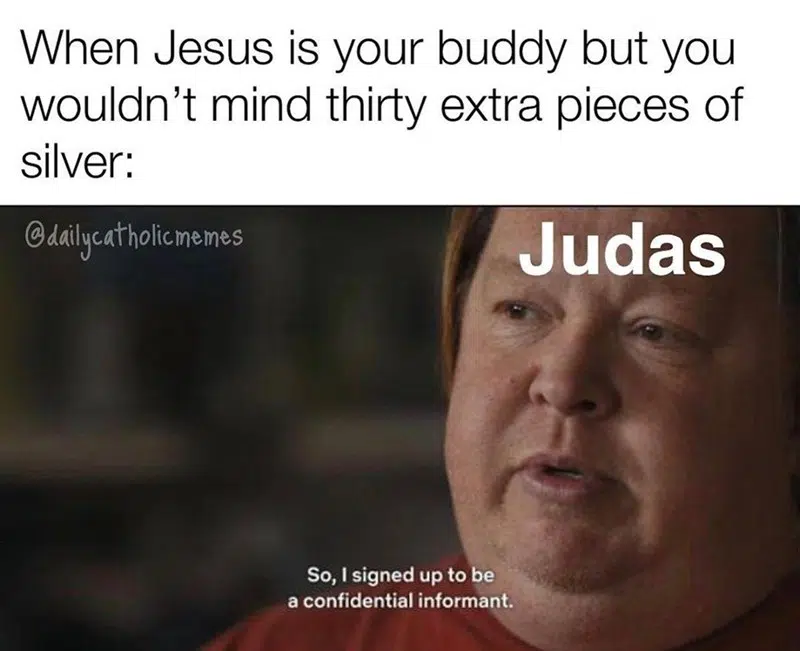 When Jesus is your buddy but you
wouldn’t mind thirty extra pieces of
silver:
@dailycatholicmemes
Judas
So, I signed up to be
a confidential informant.